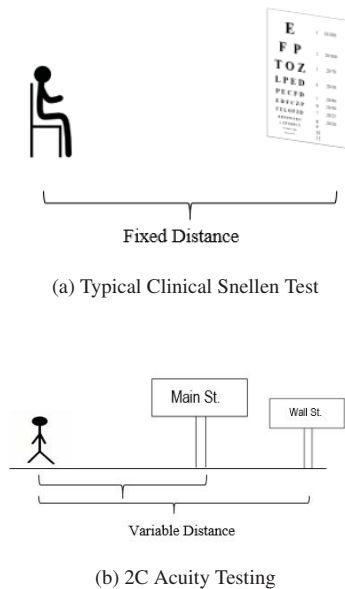 E
F P
T O Z
L P E D
P E C F D
E D F C Z P
Fixed Distance
(a) Typical Clinical Snellen Test
Main St.
Wall St.
Variable Distance
(b) 2C Acuity Testing